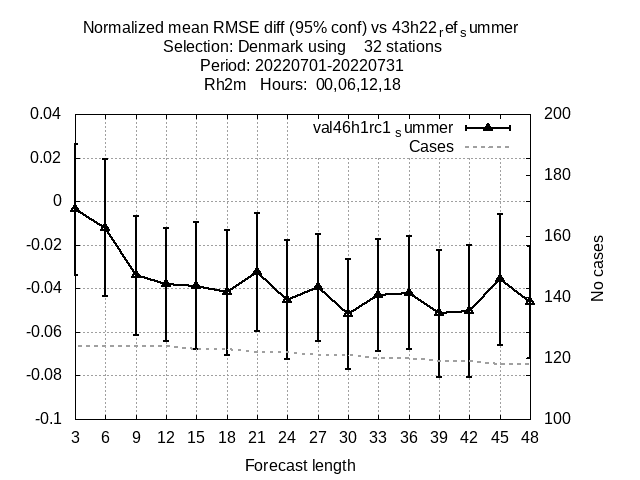 Normalized mean RMSE diff (95% conf) vs 43h22refsummer
Selection: Denmark using 32 stations
Period: 20220701-20220731
Rh2m Hours: 00,06,12,18
val46h1rc1summer
Cases
0.04
0.02
0
-0.02
-0.04
-0.06
-0.08
-0.1
200
180
160
140
120
100
No cases
3 6 9 12 15 18 21 24 27 30 33 36 39 42 45 48
Forecast length